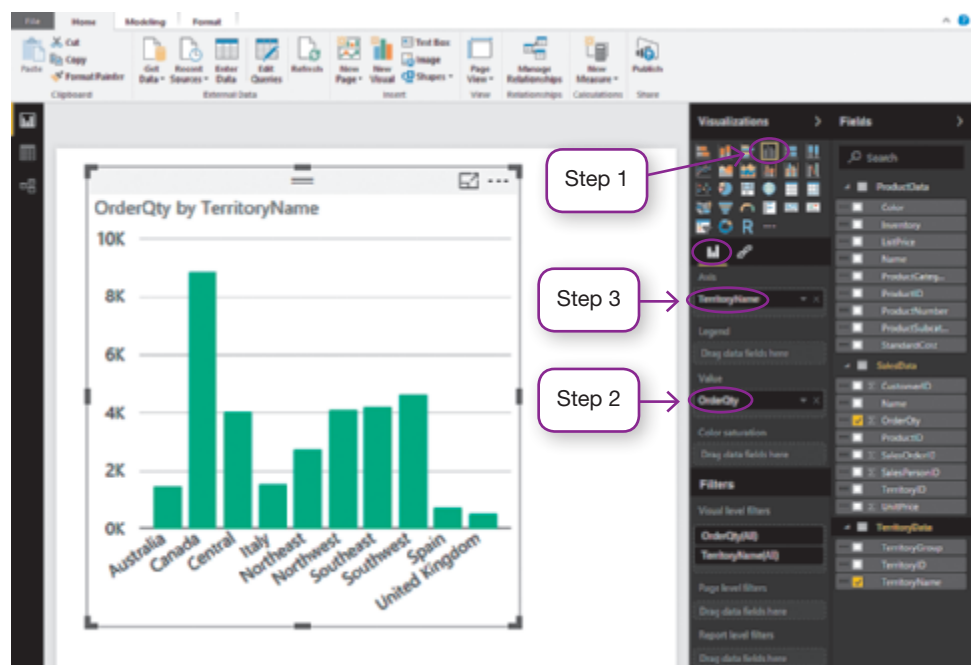 File Home Modeling Format
Cut
Copy
Format Painter
Paste
Get Data
Recent Sources
Enter Data
Edit Queries
Refresh
New Page
New Visual
Text Box
Image
Shapes
Page View
Manage Relationships
New Measure
Publish
Clipboard External Data Insert View Relationships Calculations Share
Visualizations
Fields
Search
Step 1
Step 3
Step 2
OrderQty by TerritoryName
10K
8K
6K
4K
2K
0K
Australia
Canada
Central
Italy
Northeast
Northwest
Southeast
Southwest
Spain
United Kingdom
R
Axis
TerritoryName
Legend
Drag data fields here
Value
OrderQty
Color saturation
Drag data fields here
Filters
Visual level filters
OrderQty(All)
TerritoryName(All)
Page level filters
Drag data fields here
Report level filters
Drag data fields here
ProductData
Color
Inventory
ListPrice
Name
ProductCateg...
ProductID
ProductNumber
ProductSubcat...
StandardCost
SalesData
Σ CustomerID
Name
Σ OrderQty
ProductID
Σ SalesOrderID
Σ SalesPersonID
TerritoryID
Σ UnitPrice
TerritoryData
TerritoryGroup
TerritoryID
TerritoryName